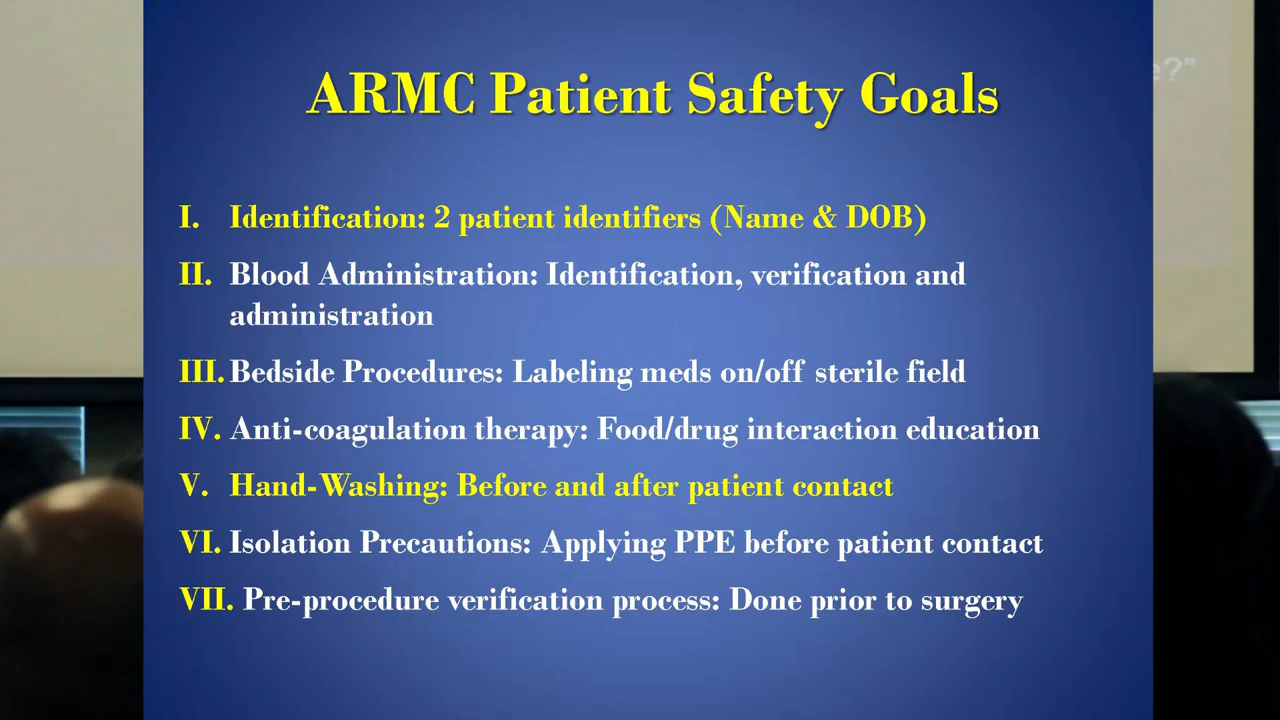 ARMC Patient Safety Goals
I. Identification: 2 patient identifiers (Name & DOB)
II. Blood Administration: Identification, verification and
administration
III. Bedside Procedures: Labeling meds on/off sterile field
IV. Anti-coagulation therapy: Food/drug interaction education
V. Hand-Washing: Before and after patient contact
VI. Isolation Precautions: Applying PPE before patient contact
VII. Pre-procedure verification process: Done prior to surgery